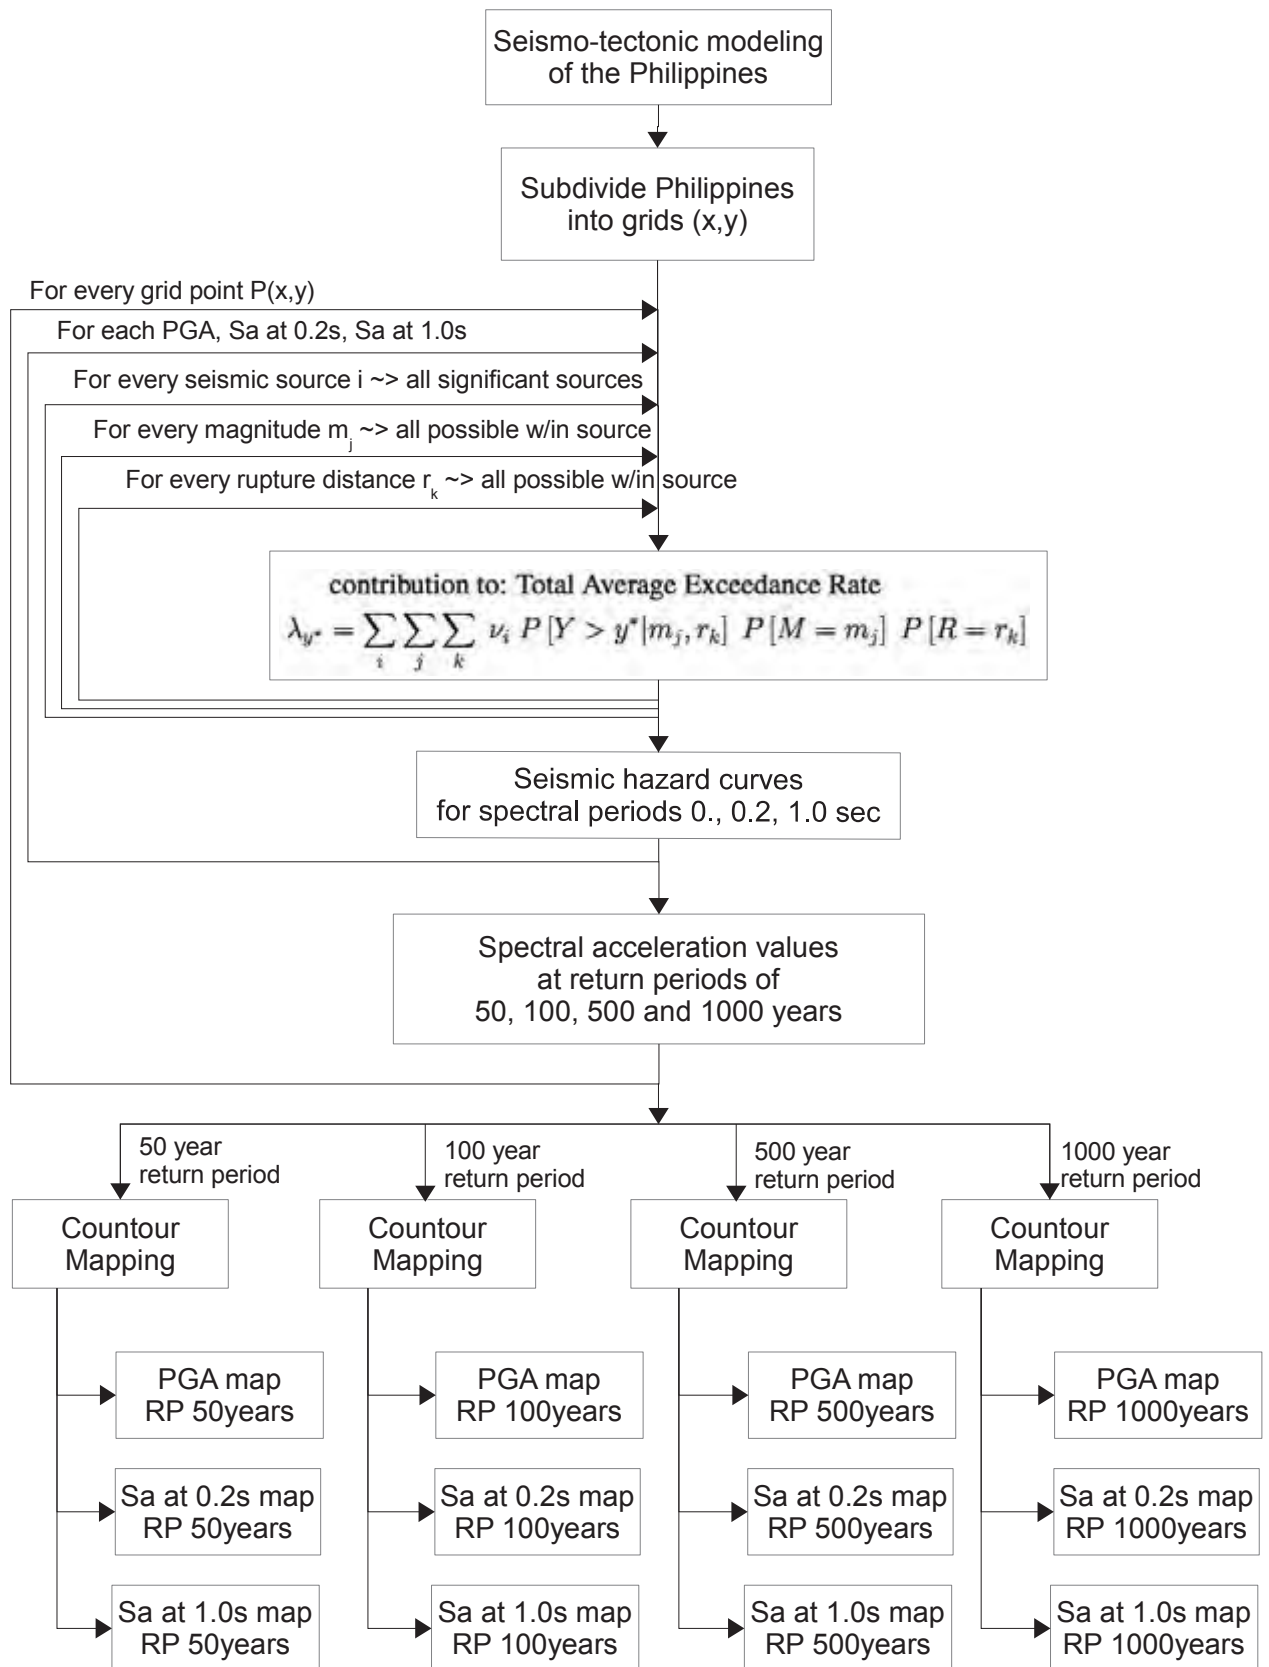 Seismo-tectonic modeling
of the Philippines
Subdivide Philippines
into grids (x,y)
For every grid point P(x,y)
For each PGA, Sa at 0.2s, Sa at 1.0s
For every seismic source i ~> all significant sources
For every magnitude m_j ~> all possible w/in source
For every rupture distance r_k ~> all possible w/in source
contribution to: Total Average Exceedance Rate
λ_{y*} = ∑_i ∑_j ∑_k ν_i P[Y > y*|m_j, r_k] P[M = m_j] P[R = r_k]
Seismic hazard curves
for spectral periods 0., 0.2, 1.0 sec
Spectral acceleration values
at return periods of
50, 100, 500 and 1000 years
50 year
return period
100 year
return period
500 year
return period
1000 year
return period
Countour
Mapping
Countour
Mapping
Countour
Mapping
Countour
Mapping
PGA map
RP 50years
PGA map
RP 100years
PGA map
RP 500years
PGA map
RP 1000years
Sa at 0.2s map
RP 50years
Sa at 0.2s map
RP 100years
Sa at 0.2s map
RP 500years
Sa at 0.2s map
RP 1000years
Sa at 1.0s map
RP 50years
Sa at 1.0s map
RP 100years
Sa at 1.0s map
RP 500years
Sa at 1.0s map
RP 1000years